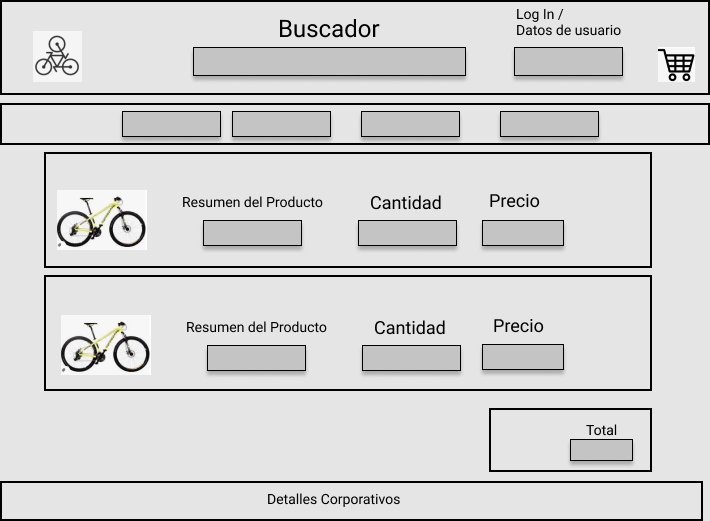 Buscador
Log In /
Datos de usuario
Resumen del Producto
Cantidad
Precio
Resumen del Producto
Cantidad
Precio
Total
Detalles Corporativos